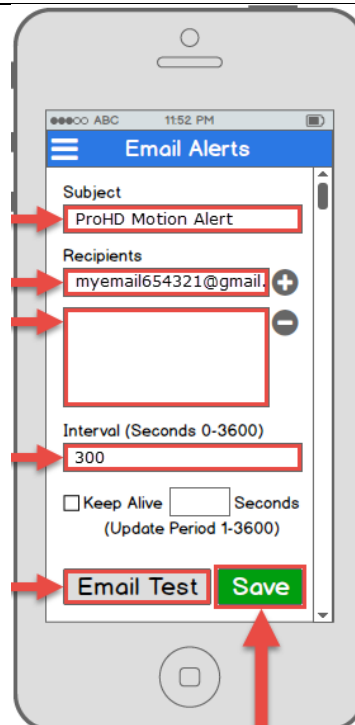 ABC 11:52 PM
Email Alerts
Subject
ProHD Motion Alert
Recipients
myemail654321@gmail.
Interval (Seconds 0-3600)
300
Keep Alive Seconds
(Update Period 1-3600)
Email Test Save